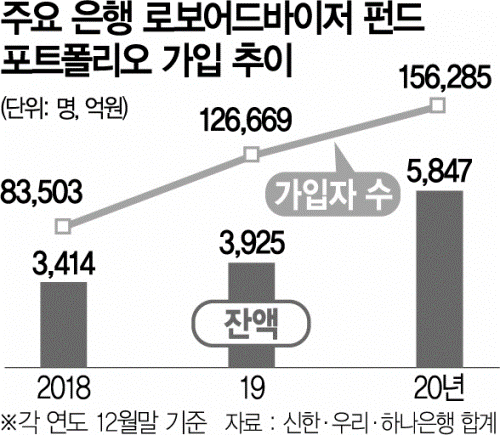 주요 은행 로보어드바이저 펀드
포트폴리오 가입 추이
(단위: 명, 억원)
156,285
126,669
83,503
가입자 수
5,847
3,925
3,414
잔액
2018 19 20년
※각 연도 12월말 기준 자료 : 신한·우리·하나은행 합계